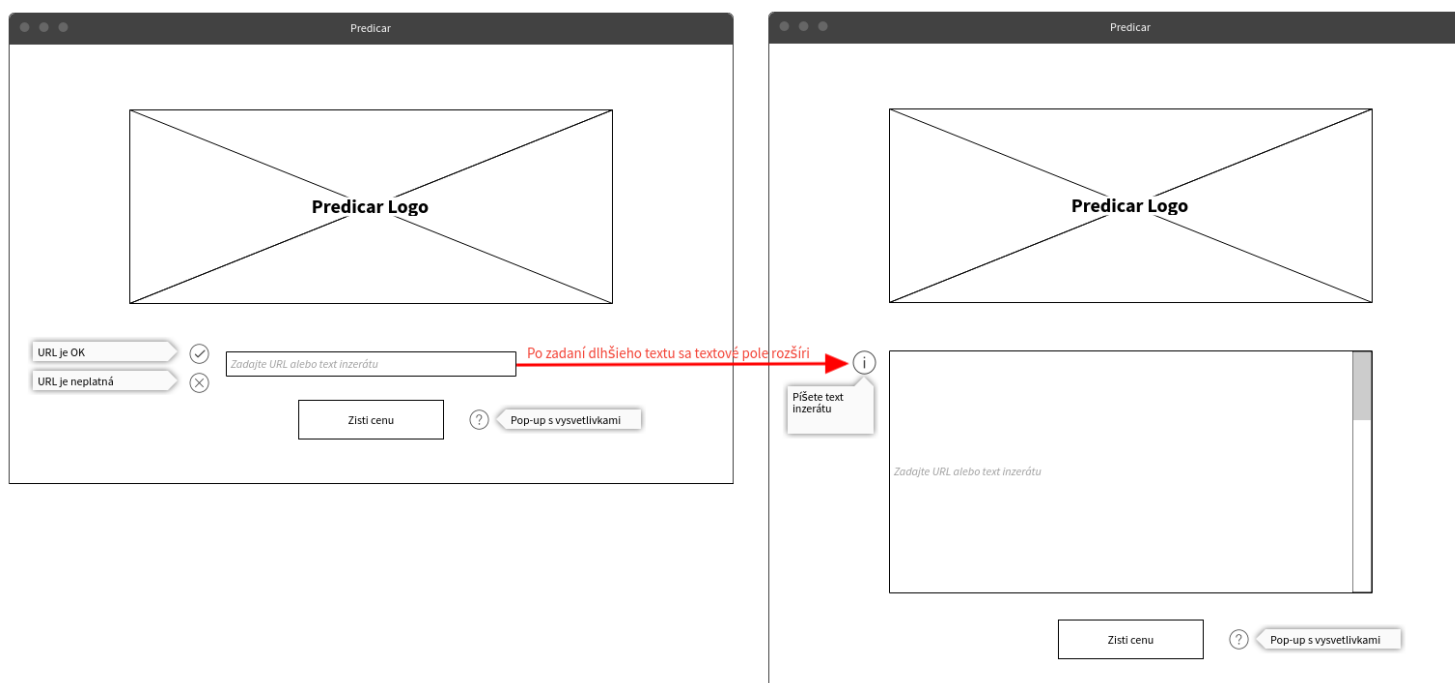 Predicar
Predicar Logo
URL je OK
URL je neplatná
Zadajte URL alebo text inzerátu
Zisti cenu
Pop-up s vysvetlivkami
Po zadaní dlhšieho textu sa textové pole rozšíri
Predicar
Predicar Logo
Píšete text
inzerátu
Zadajte URL alebo text inzerátu
Zisti cenu
Pop-up s vysvetlivkami